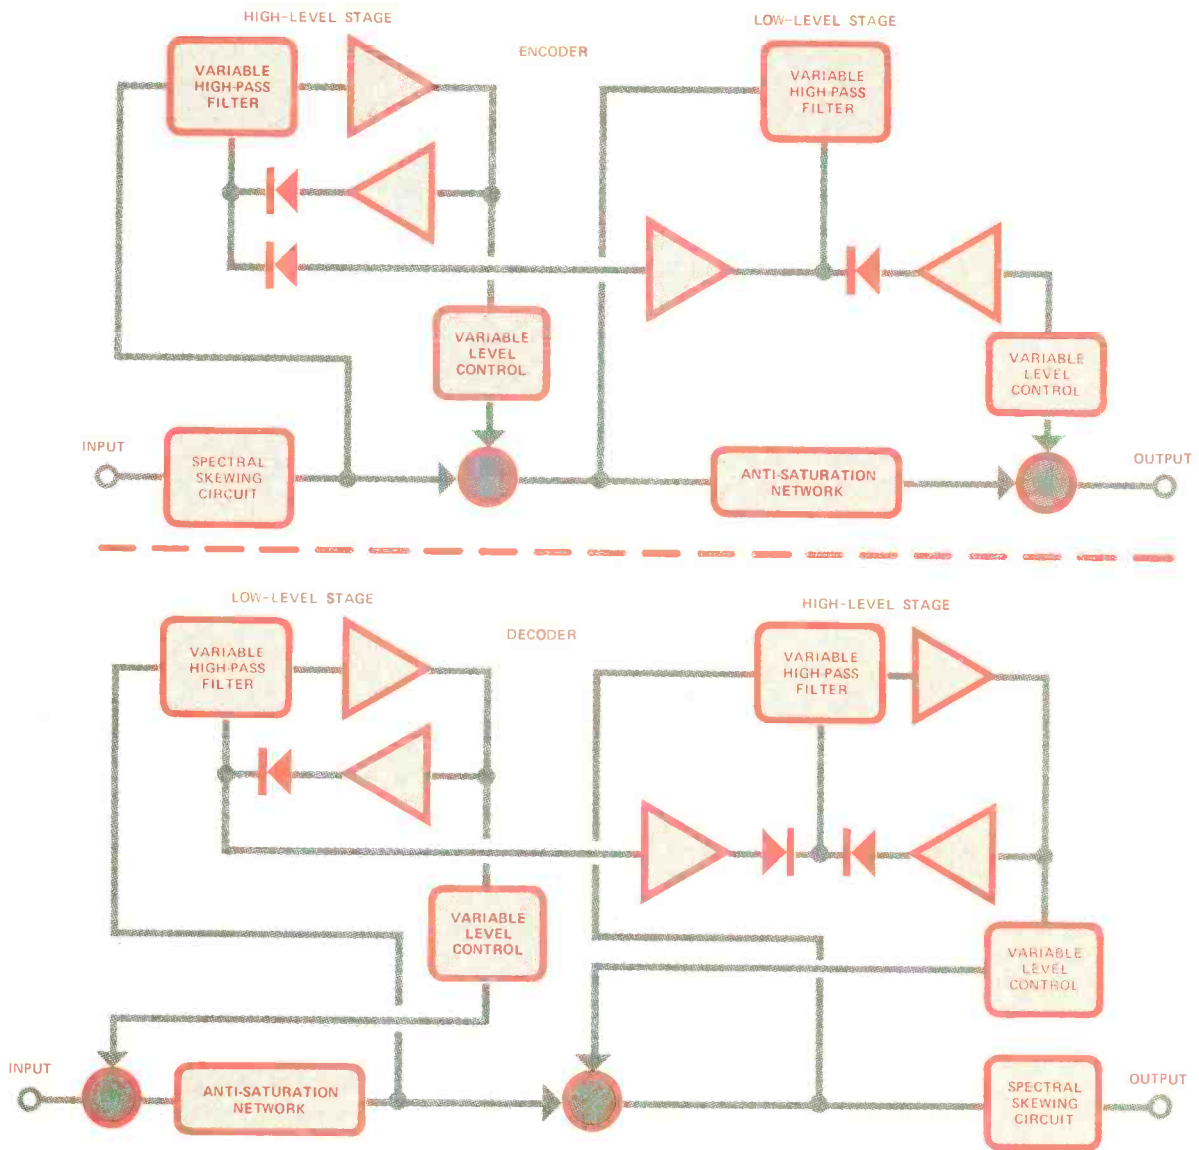 HIGH-LEVEL STAGE
LOW-LEVEL STAGE
ENCODER
VARIABLE
HIGH-PASS
FILTER
VARIABLE
HIGH-PASS
FILTER
VARIABLE
LEVEL
CONTROL
VARIABLE
LEVEL
CONTROL
INPUT
SPECTRAL
SKEWING
CIRCUIT
ANTI-SATURATION
NETWORK
OUTPUT
LOW-LEVEL STAGE
HIGH-LEVEL STAGE
DECODER
VARIABLE
HIGH-PASS
FILTER
VARIABLE
HIGH-PASS
FILTER
VARIABLE
LEVEL
CONTROL
VARIABLE
LEVEL
CONTROL
INPUT
ANTI-SATURATION
NETWORK
SPECTRAL
SKEWING
CIRCUIT
OUTPUT